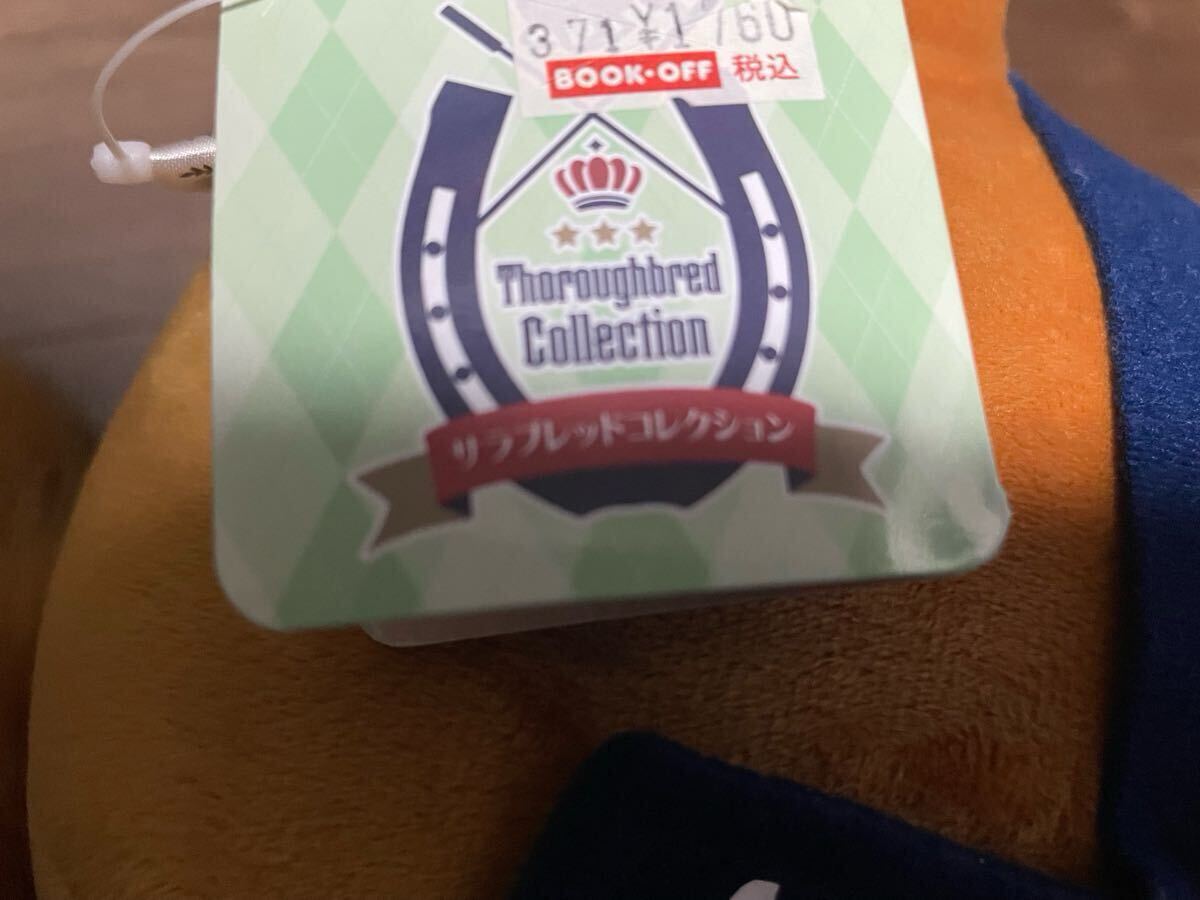 371 ¥1,760
BOOK・OFF 税込
Thoroughbred
Collection
サラブレッドコレクション